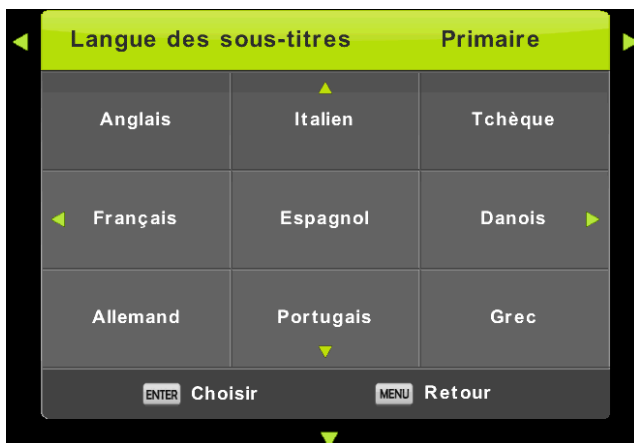 Langue des sous-titres Primaire
Anglais Italien Tchèque
Français Espagnol Danois
Allemand Portugais Grec
ENTER Choisir MENU Retour